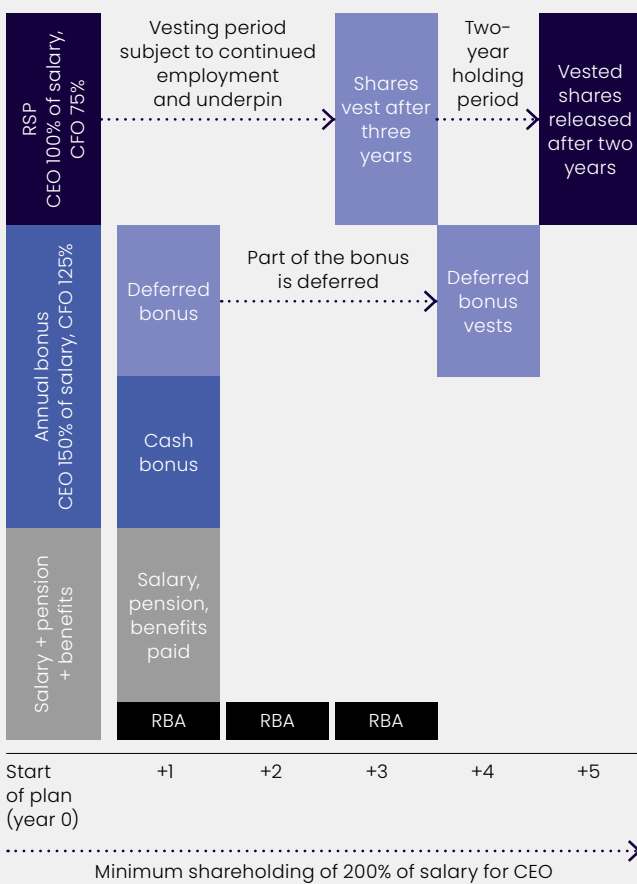 RSP
CEO 100% of salary,
CFO 75%
Vesting period
subject to continued
employment
and underpin
Shares
vest after
three
years
Two-
year
holding
period
Vested
shares
released
after two
years
Annual bonus
CEO 150% of salary, CFO 125%
Deferred
bonus
Part of the bonus
is deferred
Deferred
bonus
vests
Cash
bonus
Salary + pension
+ benefits
Salary,
pension,
benefits
paid
RBA
RBA
RBA
Start
of plan
(year 0)
+1
+2
+3
+4
+5
Minimum shareholding of 200% of salary for CEO